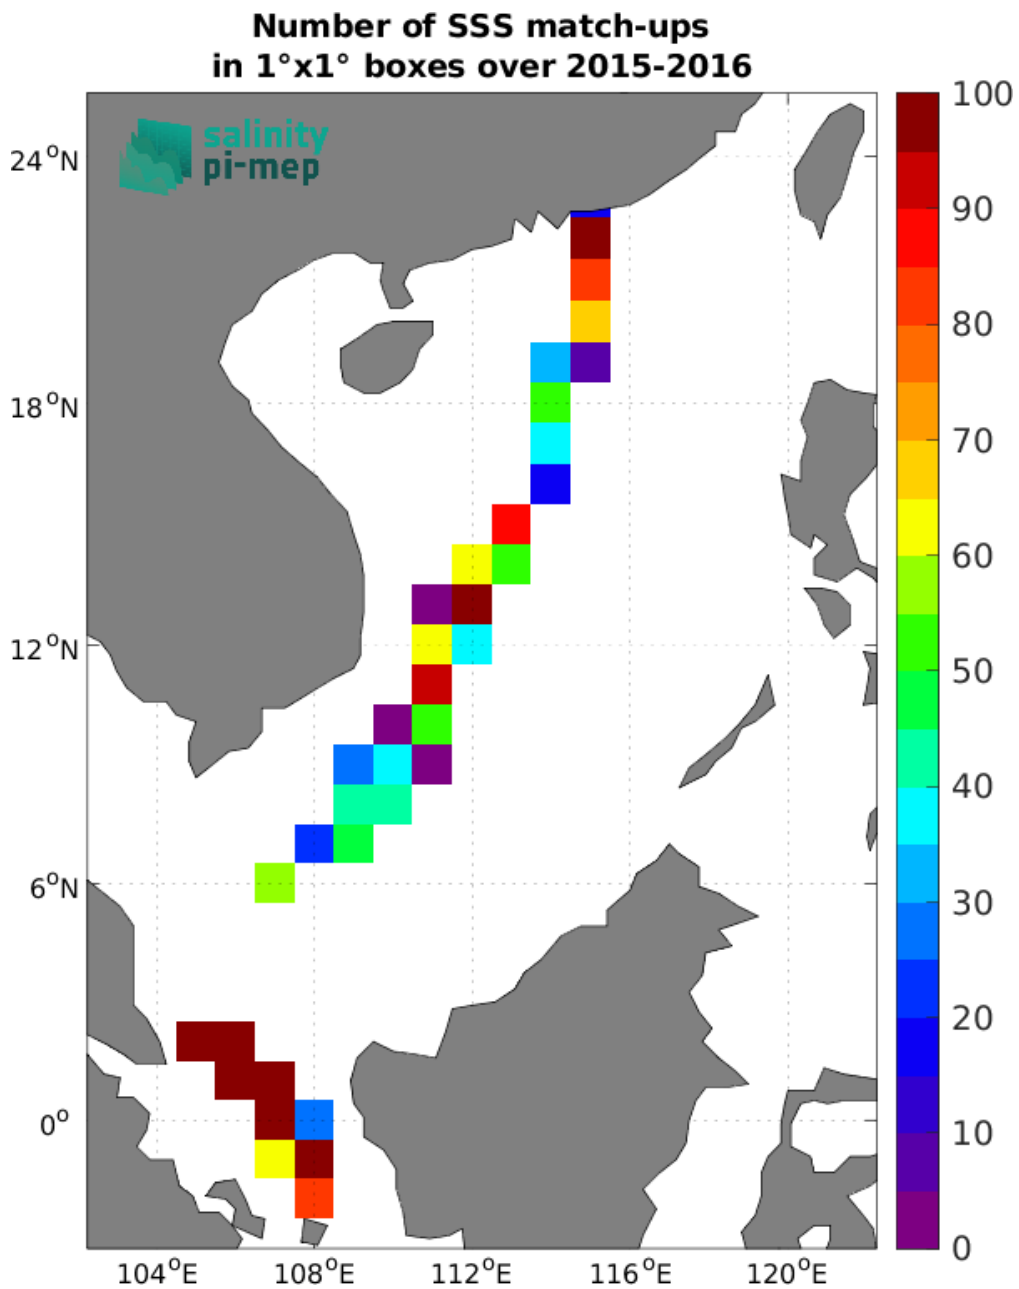 Number of SSS match-ups
in 1°x1° boxes over 2015-2016
salinity
pi-mep
24°N
18°N
12°N
6°N
0°
104°E 108°E 112°E 116°E 120°E
100
90
80
70
60
50
40
30
20
10
0